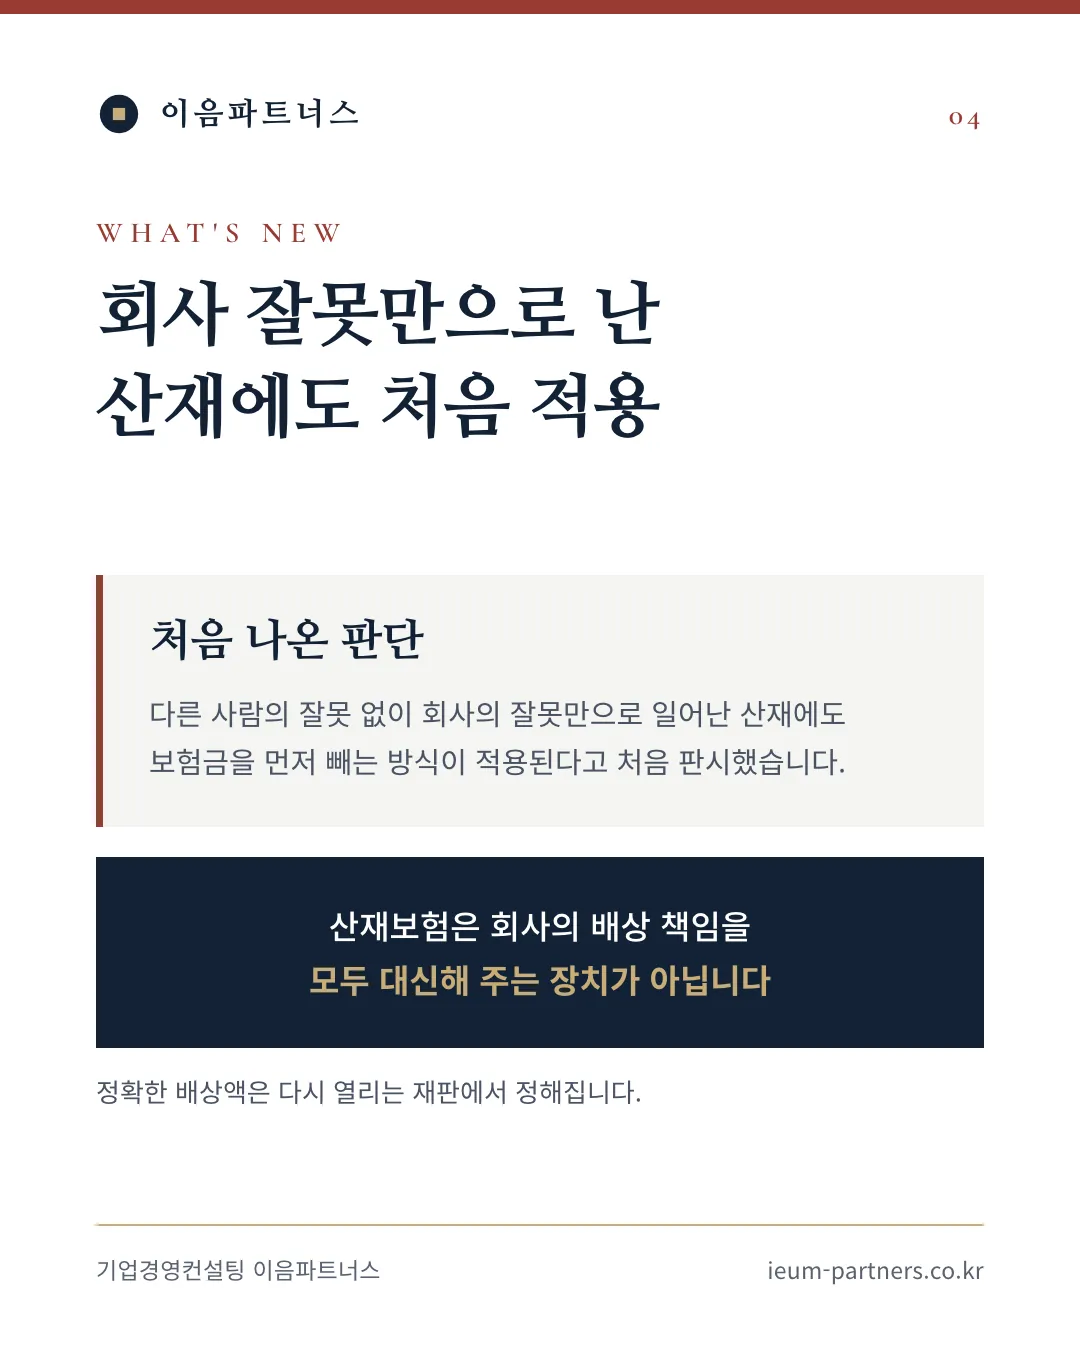 이음파트너스
04
WHAT'S NEW
회사 잘못만으로 난
산재에도 처음 적용
처음 나온 판단
다른 사람의 잘못 없이 회사의 잘못만으로 일어난 산재에도
보험금을 먼저 빼는 방식이 적용된다고 처음 판시했습니다.
산재보험은 회사의 배상 책임을
모두 대신해 주는 장치가 아닙니다
정확한 배상액은 다시 열리는 재판에서 정해집니다.
기업경영컨설팅 이음파트너스
ieum-partners.co.kr